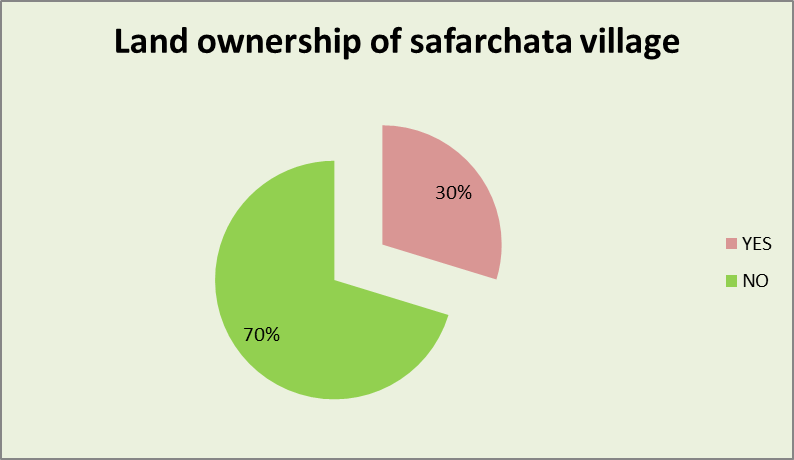 Land ownership of safarchata village
30%
YES
NO
70%